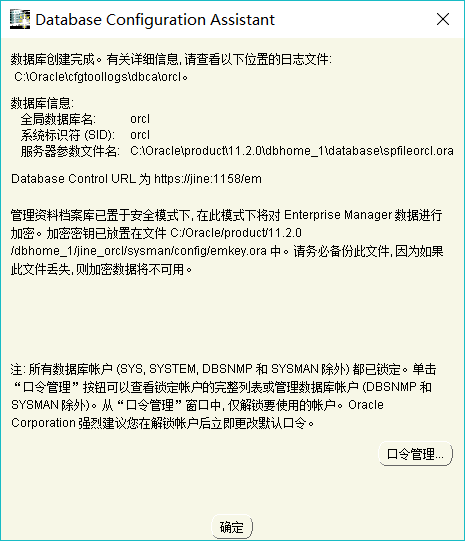 Database Configuration Assistant
数据库创建完成。有关详细信息, 请查看以下位置的日志文件:
C:\Oracle\cfgtoollogs\dbca\orcl。
数据库信息:
全局数据库名: orcl
系统标识符 (SID): orcl
服务器参数文件名: C:\Oracle\product\11.2.0\dbhome_1\database\spfileorcl.ora
Database Control URL 为 https://jine:1158/em
管理资料档案库已置于安全模式下, 在此模式下将对 Enterprise Manager 数据进行
加密。加密密钥已放置在文件 C:/Oracle/product/11.2.0
/dbhome_1/jine_orcl/sysman/config/emkey.ora 中。请务必备份此文件, 因为如果
此文件丢失, 则加密数据将不可用。
注: 所有数据库帐户 (SYS, SYSTEM, DBSNMP 和 SYSMAN 除外) 都已锁定。单击
“口令管理”按钮可以查看锁定帐户的完整列表或管理数据库帐户 (DBSNMP 和
SYSMAN 除外)。从“口令管理”窗口中, 仅解锁要使用的帐户。Oracle
Corporation 强烈建议您在解锁帐户后立即更改默认口令。
口令管理...
确定